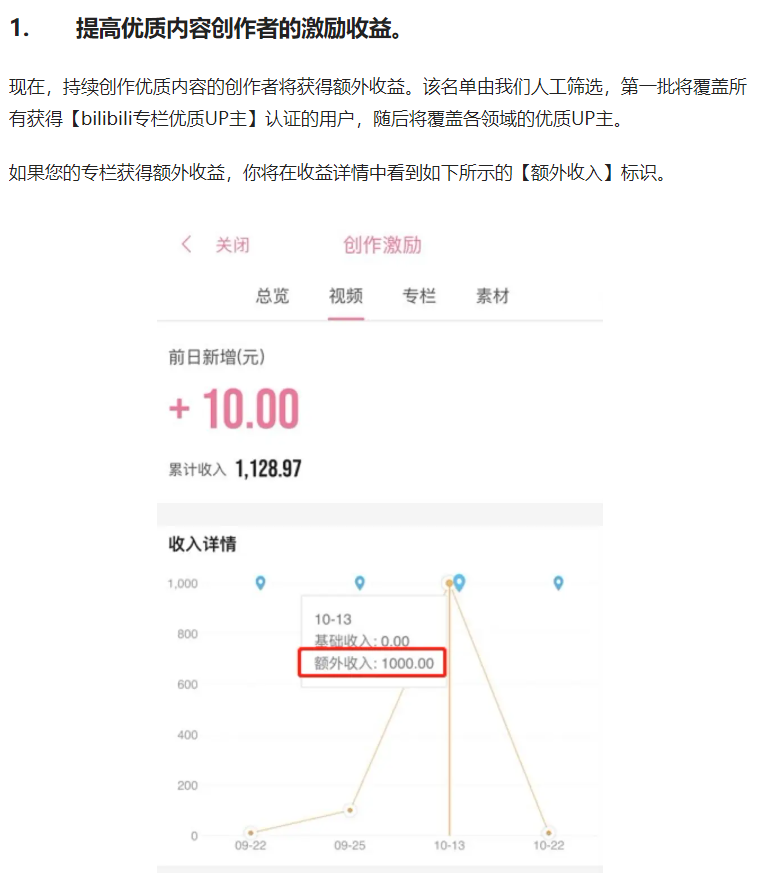 1. 提高优质内容创作者的激励收益。
现在，持续创作优质内容的创作者将获得额外收益。该名单由我们人工筛选，第一批将覆盖所
有获得【bilibili专栏优质UP主】认证的用户，随后将覆盖各领域的优质UP主。
如果您的专栏获得额外收益，你将在收益详情中看到如下所示的【额外收入】标识。
关闭 创作激励
总览 视频 专栏 素材
前日新增(元)
+ 10.00
累计收入 1,128.97
收入详情
1,000
10-13
800
基础收入: 0.00
额外收入: 1000.00
600
400
200
0
09-22 09-25 10-13 10-22